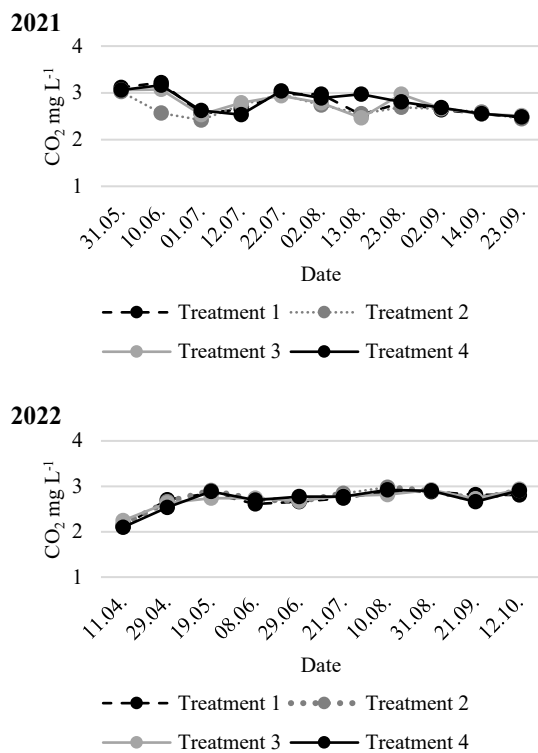 2021
4
3
2
1
CO₂ mg L⁻¹
31.05. 10.06. 01.07. 12.07. 22.07. 02.08. 13.08. 23.08. 02.09. 14.09. 23.09.
Date
Treatment 1 Treatment 2
Treatment 3 Treatment 4
2022
4
3
2
1
CO₂ mg L⁻¹
11.04. 29.04. 19.05. 08.06. 29.06. 21.07. 10.08. 31.08. 21.09. 12.10.
Date
Treatment 1 Treatment 2
Treatment 3 Treatment 4